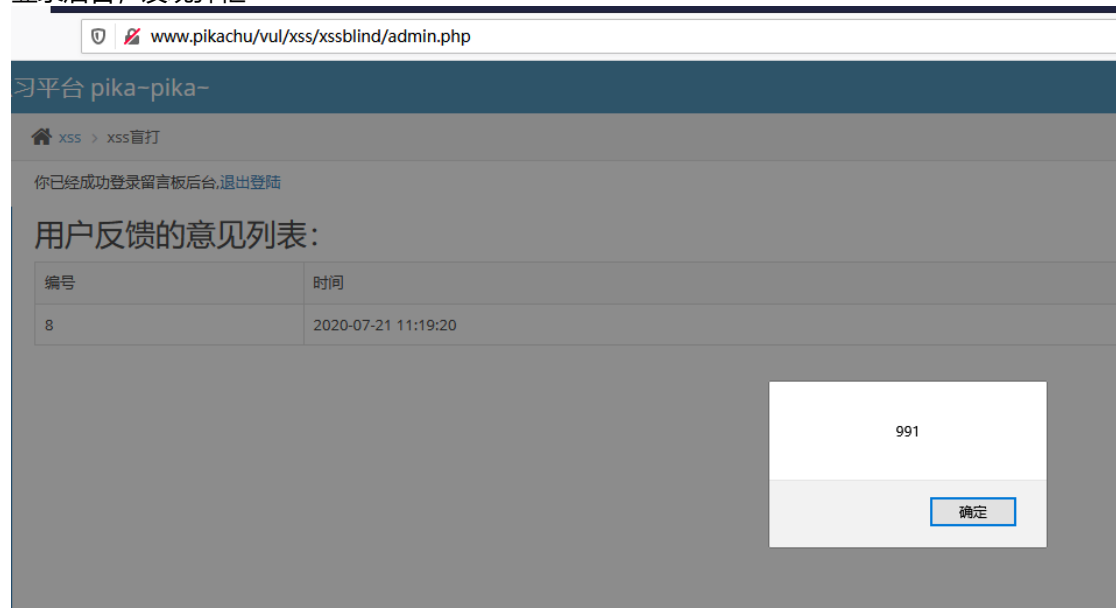 www.pikachu/vul/xss/xssblind/admin.php
习平台 pika~pika~
xss > xss盲打
你已经成功登录留言板后台,退出登陆
用户反馈的意见列表：
编号 时间
8 2020-07-21 11:19:20
991
确定